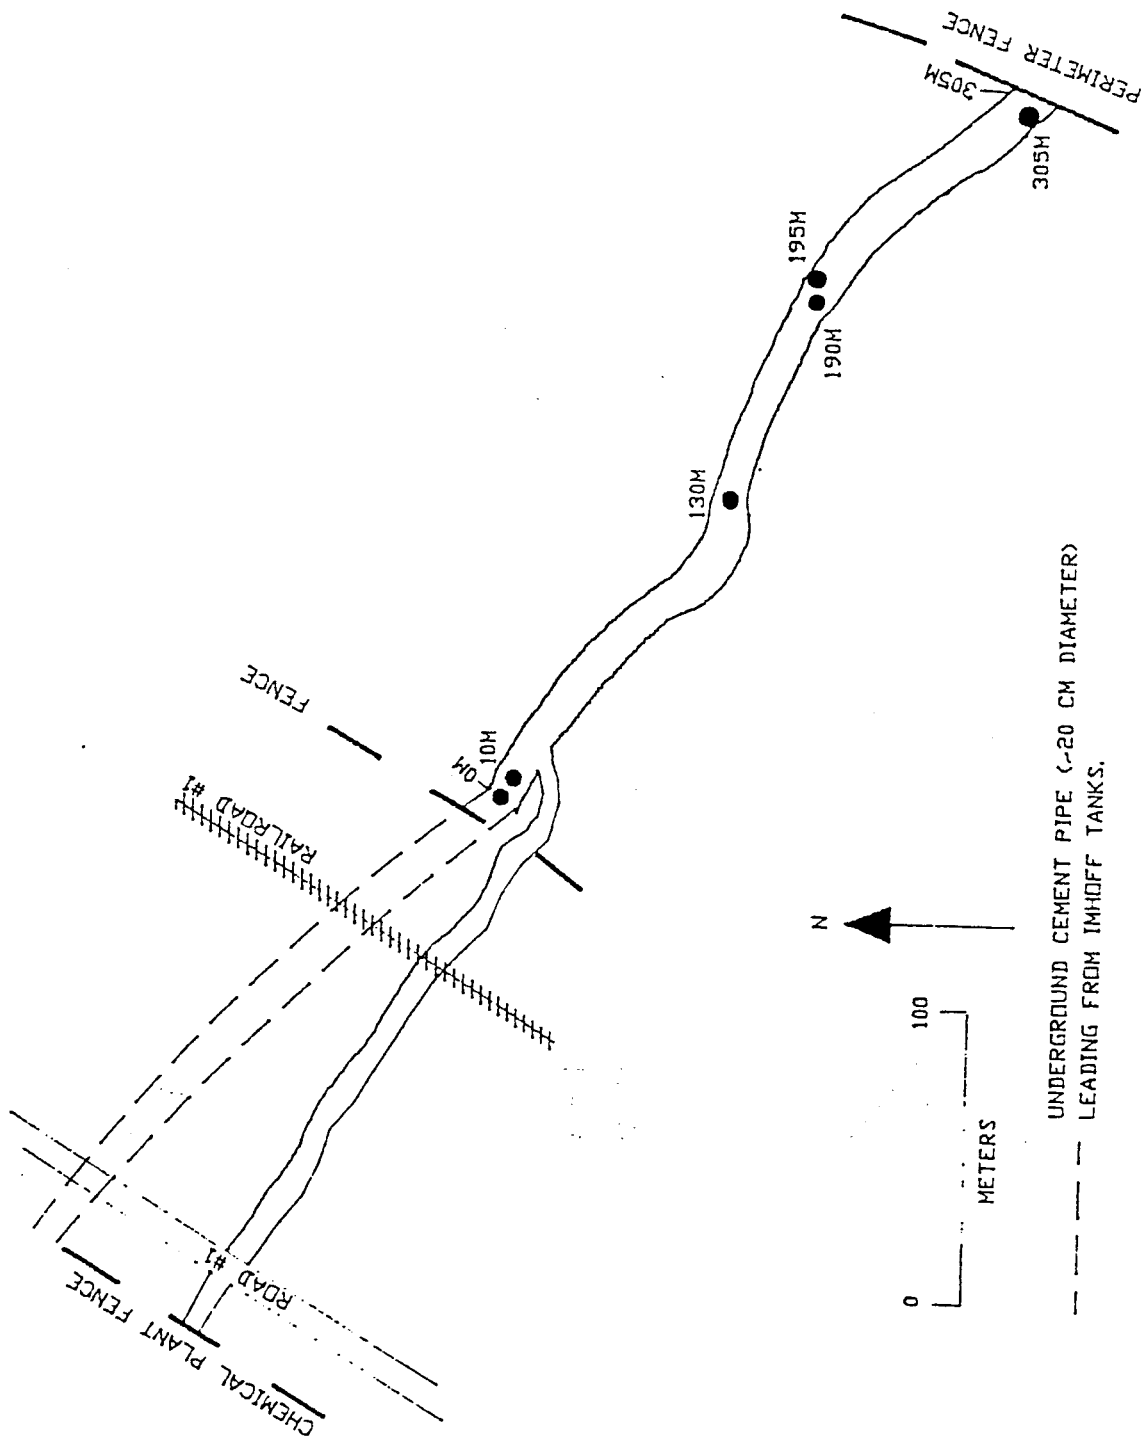 PERIMETER FENCE
305M
305M
195M
190M
130M
FENCE
10M
0M
RAILROAD #1
ROAD #1
CHEMICAL PLANT FENCE
N
0
100
METERS
UNDERGROUND CEMENT PIPE (~20 CM DIAMETER)
LEADING FROM IMHOFF TANKS.